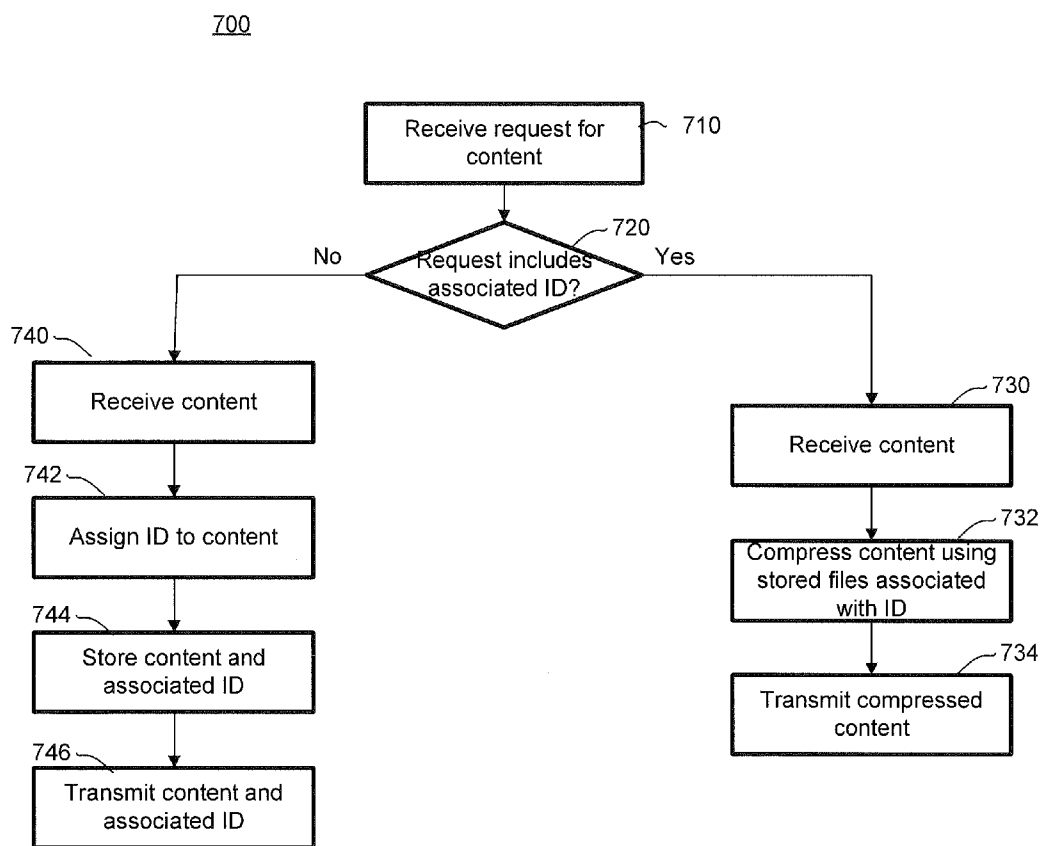 700
Receive request for
content
710
720
No
Request includes
associated ID?
Yes
740
Receive content
742
Assign ID to content
744
Store content and
associated ID
746
Transmit content and
associated ID
730
Receive content
732
Compress content using
stored files associated
with ID
734
Transmit compressed
content